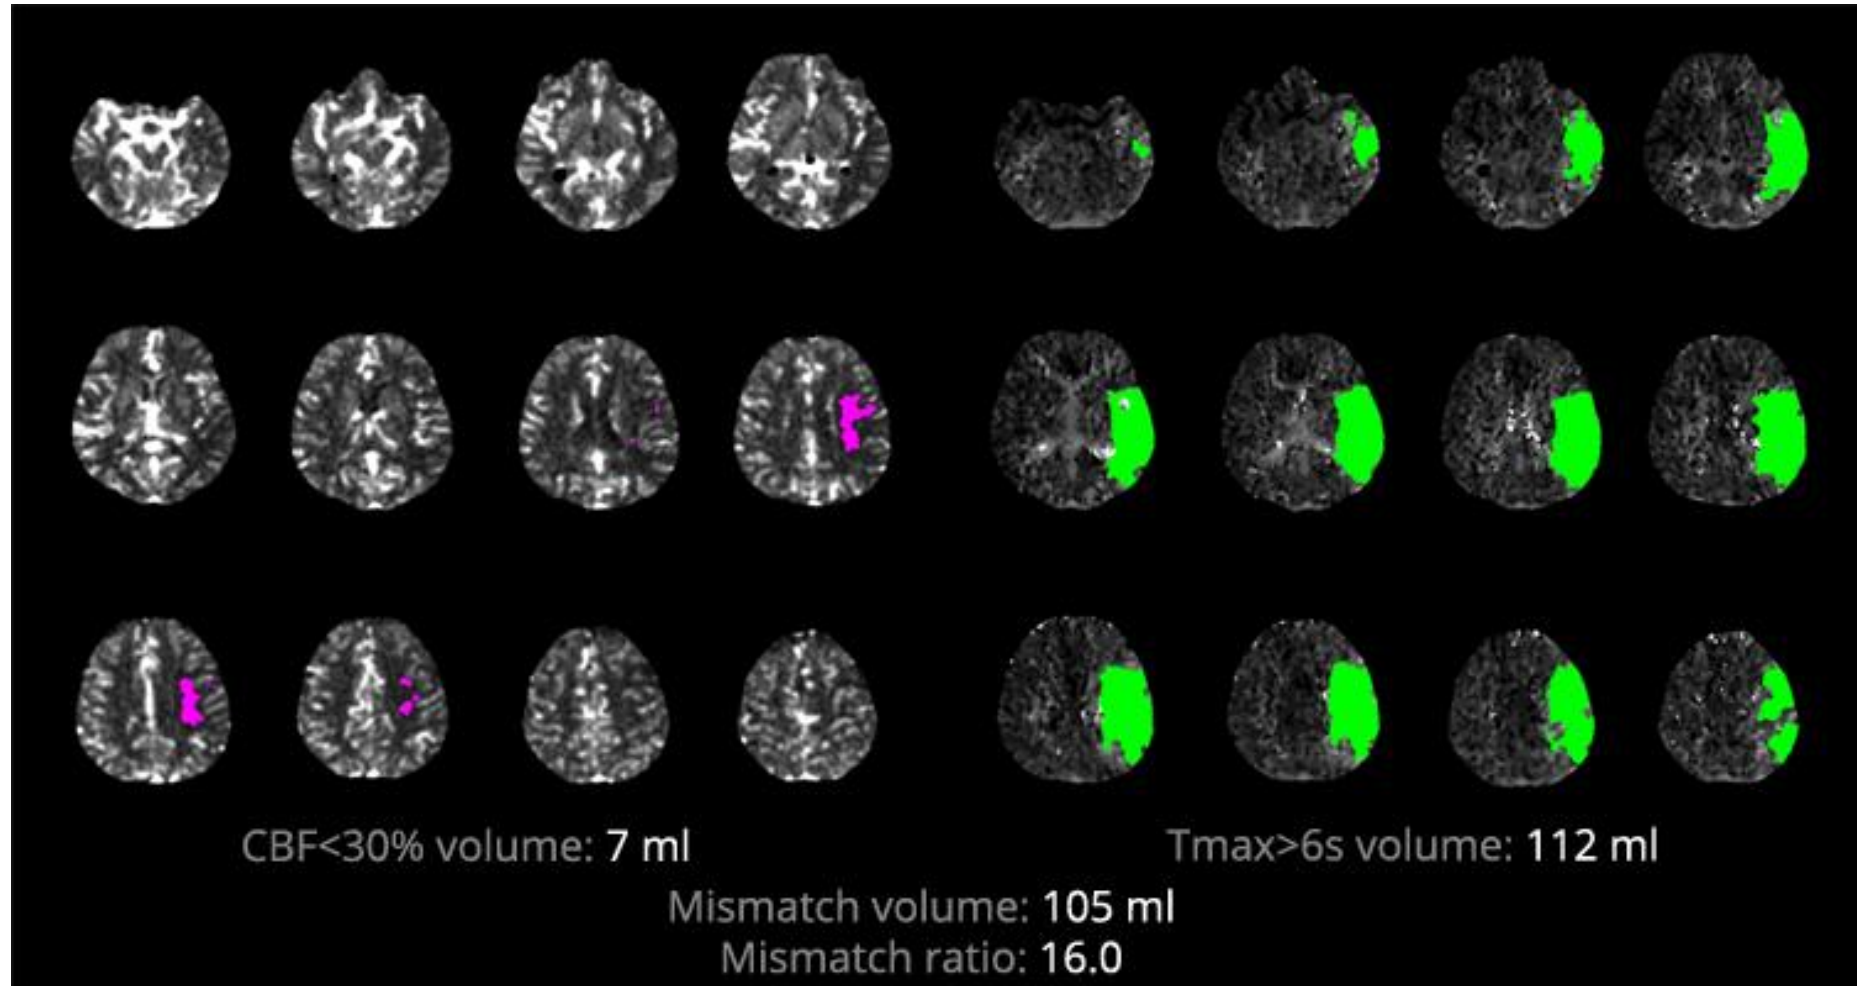 CBF<30% volume: 7 ml
Tmax>6s volume: 112 ml
Mismatch volume: 105 ml
Mismatch ratio: 16.0